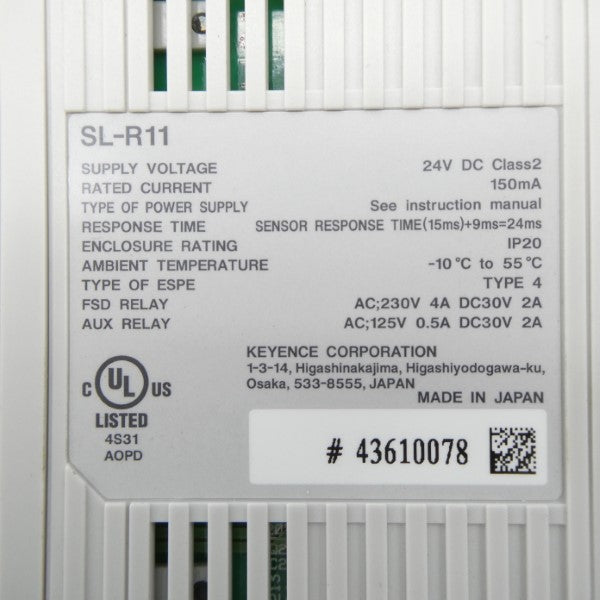 SL-R11
SUPPLY VOLTAGE 24V DC Class2
RATED CURRENT 150mA
TYPE OF POWER SUPPLY See instruction manual
RESPONSE TIME SENSOR RESPONSE TIME(15ms)+9ms=24ms
ENCLOSURE RATING IP20
AMBIENT TEMPERATURE -10°C to 55°C
TYPE OF ESPE TYPE 4
FSD RELAY AC;230V 4A DC30V 2A
AUX RELAY AC;125V 0.5A DC30V 2A
KEYENCE CORPORATION
1-3-14, Higashinakajima, Higashiyodogawa-ku,
Osaka, 533-8555, JAPAN
MADE IN JAPAN
C UL US
LISTED
4S31
AOPD
# 43610078